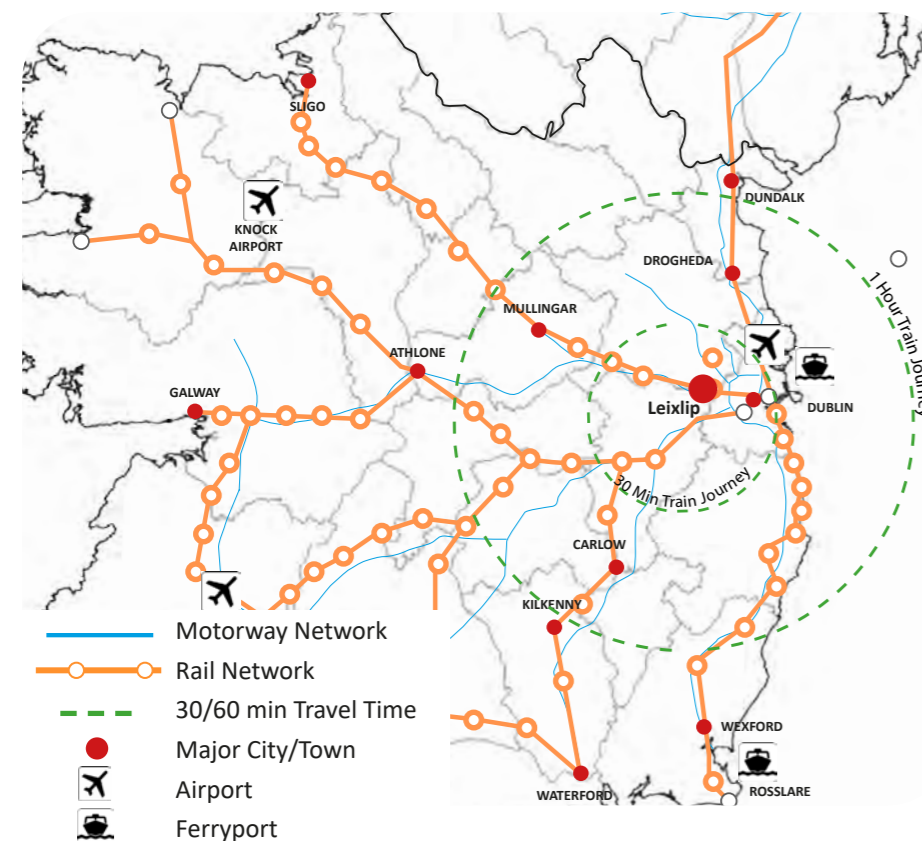 SLIGO
KNOCK
AIRPORT
DUNDALK
DROGHEDA
1 Hour Train Journey
MULLINGAR
ATHLONE
GALWAY
Leixlip
DUBLIN
30 Min Train Journey
CARLOW
KILKENNY
WEXFORD
ROSSLARE
WATERFORD
Motorway Network
Rail Network
30/60 min Travel Time
Major City/Town
Airport
Ferryport